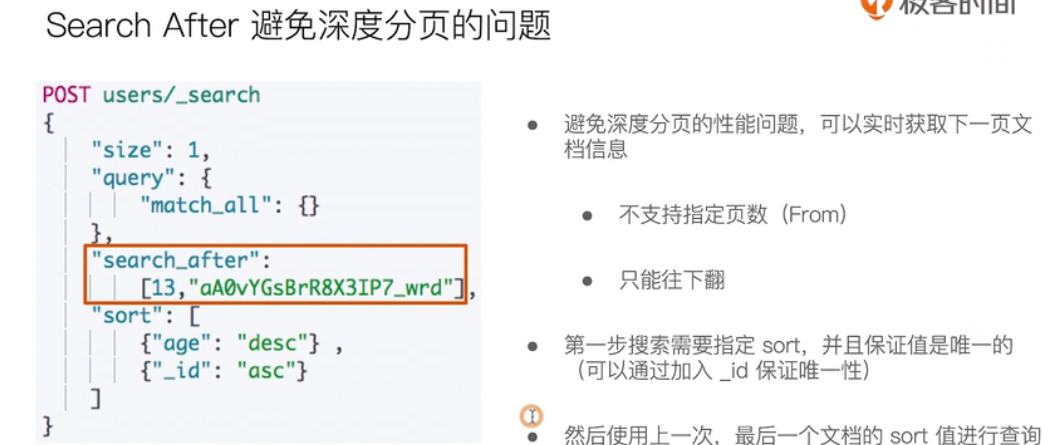 Search After 避免深度分页的问题
极客时间
POST users/_search
{
"size": 1,
"query": {
"match_all": {}
},
"search_after":
[13,"aA0vYGsBrR8X3IP7_wrd"],
"sort": [
{"age": "desc"} ,
{"_id": "asc"}
]
}
● 避免深度分页的性能问题，可以实时获取下一页文
档信息
● 不支持指定页数（From）
● 只能往下翻
● 第一步搜索需要指定 sort，并且保证值是唯一的
（可以通过加入 _id 保证唯一性）
● 然后使用上一次，最后一个文档的 sort 值进行查询